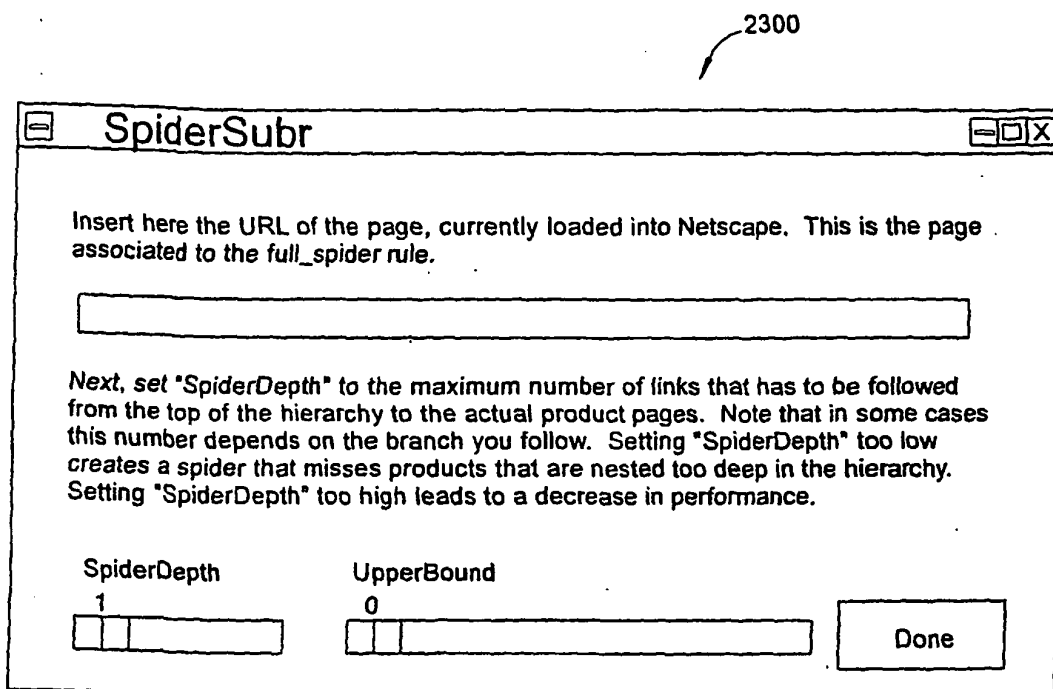 2300
SpiderSubr
Insert here the URL of the page, currently loaded into Netscape. This is the page
associated to the full_spider rule.
Next, set "SpiderDepth" to the maximum number of links that has to be followed
from the top of the hierarchy to the actual product pages. Note that in some cases
this number depends on the branch you follow. Setting "SpiderDepth" too low
creates a spider that misses products that are nested too deep in the hierarchy.
Setting "SpiderDepth" too high leads to a decrease in performance.
SpiderDepth UpperBound
1 0
Done